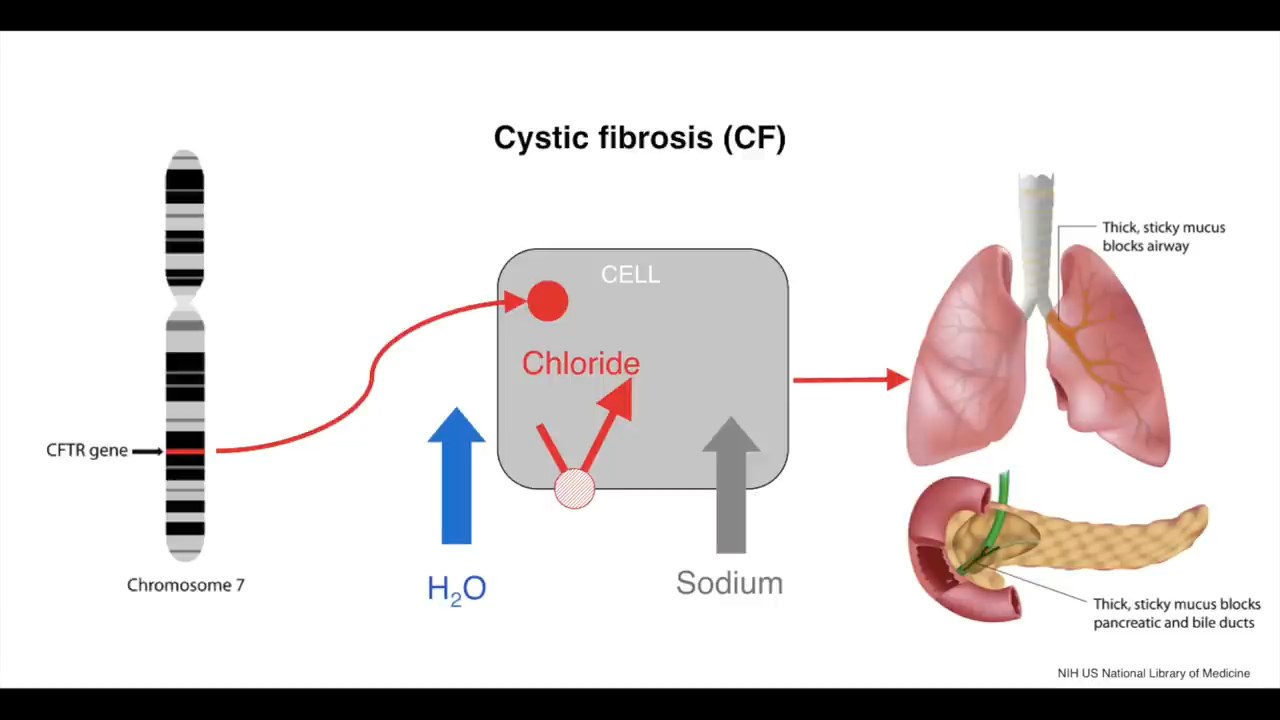 Cystic fibrosis (CF)
CFTR gene
Chromosome 7
CELL
Chloride
H₂O
Sodium
Thick, sticky mucus
blocks airway
Thick, sticky mucus blocks
pancreatic and bile ducts
NIH US National Library of Medicine